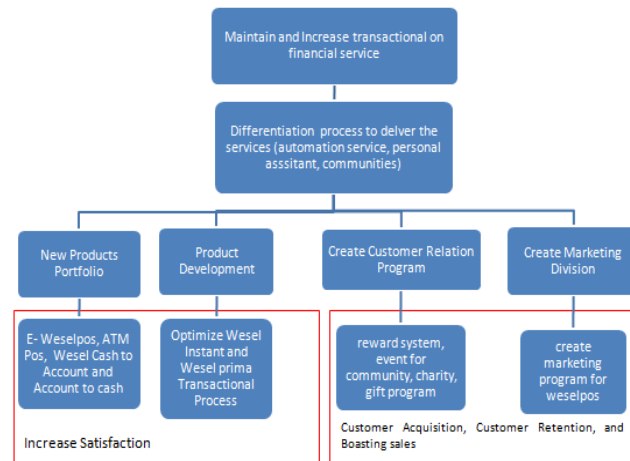 Maintain and Increase transactional on
financial service
Differentiation process to delver the
services (automation service, personal
asssitant, communities)
New Products
Portfolio
Product
Development
Create Customer Relation
Program
Create Marketing
Division
E- Weselpos, ATM
Pos, Wesel Cash to
Account and
Account to cash
Optimize Wesel
Instant and
Wesel prima
Transactional
Process
reward system,
event for
community, charity,
gift program
create
marketing
program for
weselpos
Increase Satisfaction
Customer Acquisition, Customer Retention, and
Boasting sales